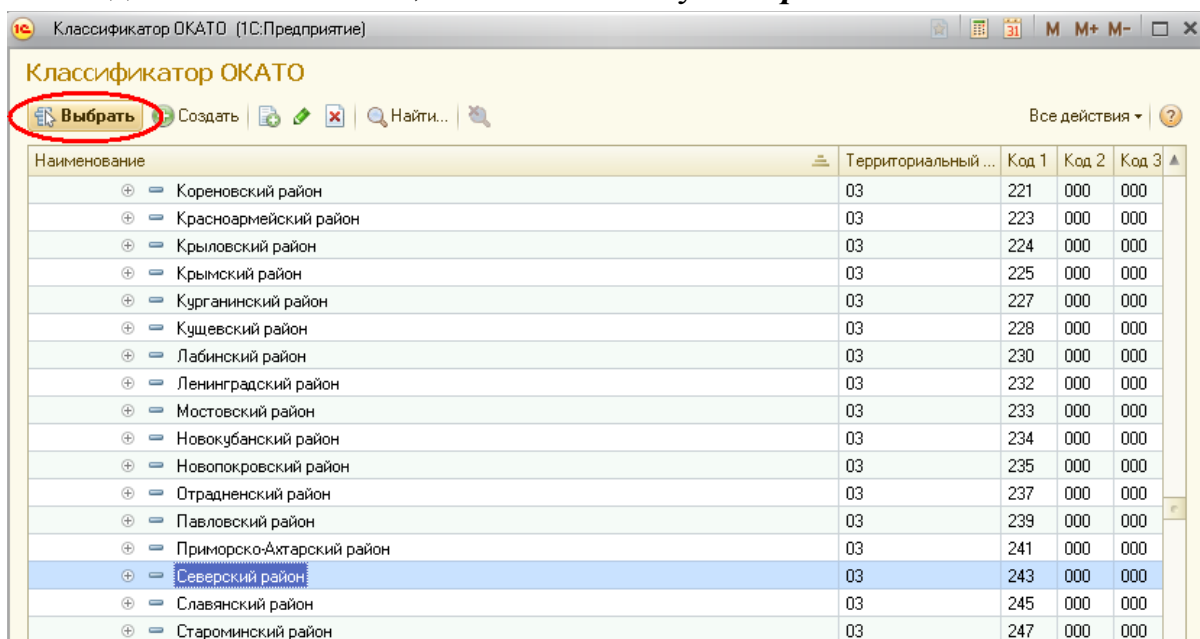 Классификатор ОКАТО (1С:Предприятие)
31 M M+ M-
Классификатор ОКАТО
Выбрать Создать Найти... Все действия
Наименование Территориальный ... Код 1 Код 2 Код 3
Кореновский район 03 221 000 000
Красноармейский район 03 223 000 000
Крыловский район 03 224 000 000
Крымский район 03 225 000 000
Курганинский район 03 227 000 000
Кущевский район 03 228 000 000
Лабинский район 03 230 000 000
Ленинградский район 03 232 000 000
Мостовский район 03 233 000 000
Новокубанский район 03 234 000 000
Новопокровский район 03 235 000 000
Отрадненский район 03 237 000 000
Павловский район 03 239 000 000
Приморско-Ахтарский район 03 241 000 000
Северский район 03 243 000 000
Славянский район 03 245 000 000
Староминский район 03 247 000 000